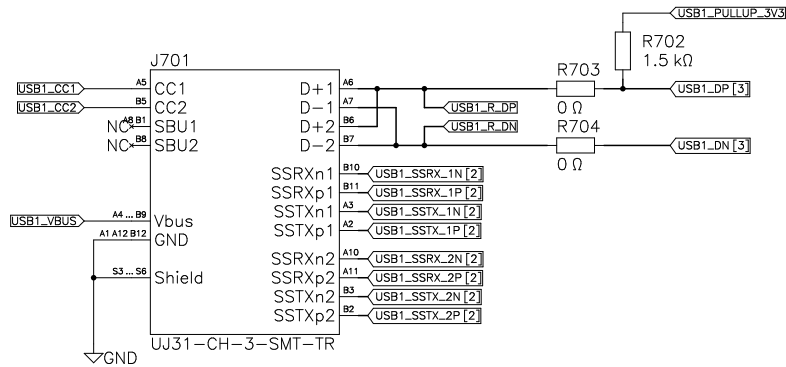 USB1_PULLUP_3V3
R702
1.5 kΩ
J701
R703
0 Ω
USB1_CC1 A5 CC1 D+1 A6 USB1_DP [3]
USB1_CC2 B5 CC2 D-1 A7 USB1_R_DP
NC A8 B1 SBU1 D+2 B6 USB1_R_DN
R704
0 Ω
NC B8 SBU2 D-2 B7 USB1_DN [3]
SSRXn1 B10 USB1_SSRX_1N [2]
SSRXp1 B11 USB1_SSRX_1P [2]
SSTXn1 A3 USB1_SSTX_1N [2]
USB1_VBUS A4 ... B9 Vbus
SSTXp1 A2 USB1_SSTX_1P [2]
A1 A12 B12 GND
SSRXn2 A10 USB1_SSRX_2N [2]
S3 ... S6 Shield SSRXp2 A11 USB1_SSRX_2P [2]
SSTXn2 B3 USB1_SSTX_2N [2]
SSTXp2 B2 USB1_SSTX_2P [2]
UJ31-CH-3-SMT-TR
GND